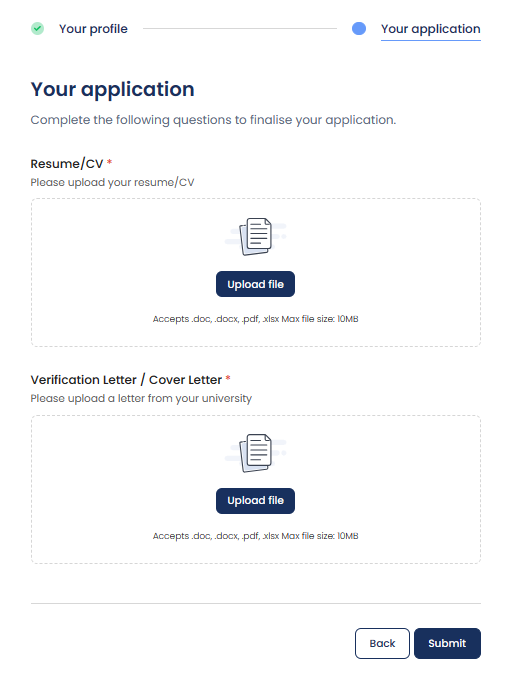 Your profile
Your application
Your application
Complete the following questions to finalise your application.
Resume/CV *
Please upload your resume/CV
Upload file
Accepts .doc, .docx, .pdf, .xlsx Max file size: 10MB
Verification Letter / Cover Letter *
Please upload a letter from your university
Upload file
Accepts .doc, .docx, .pdf, .xlsx Max file size: 10MB
Back
Submit